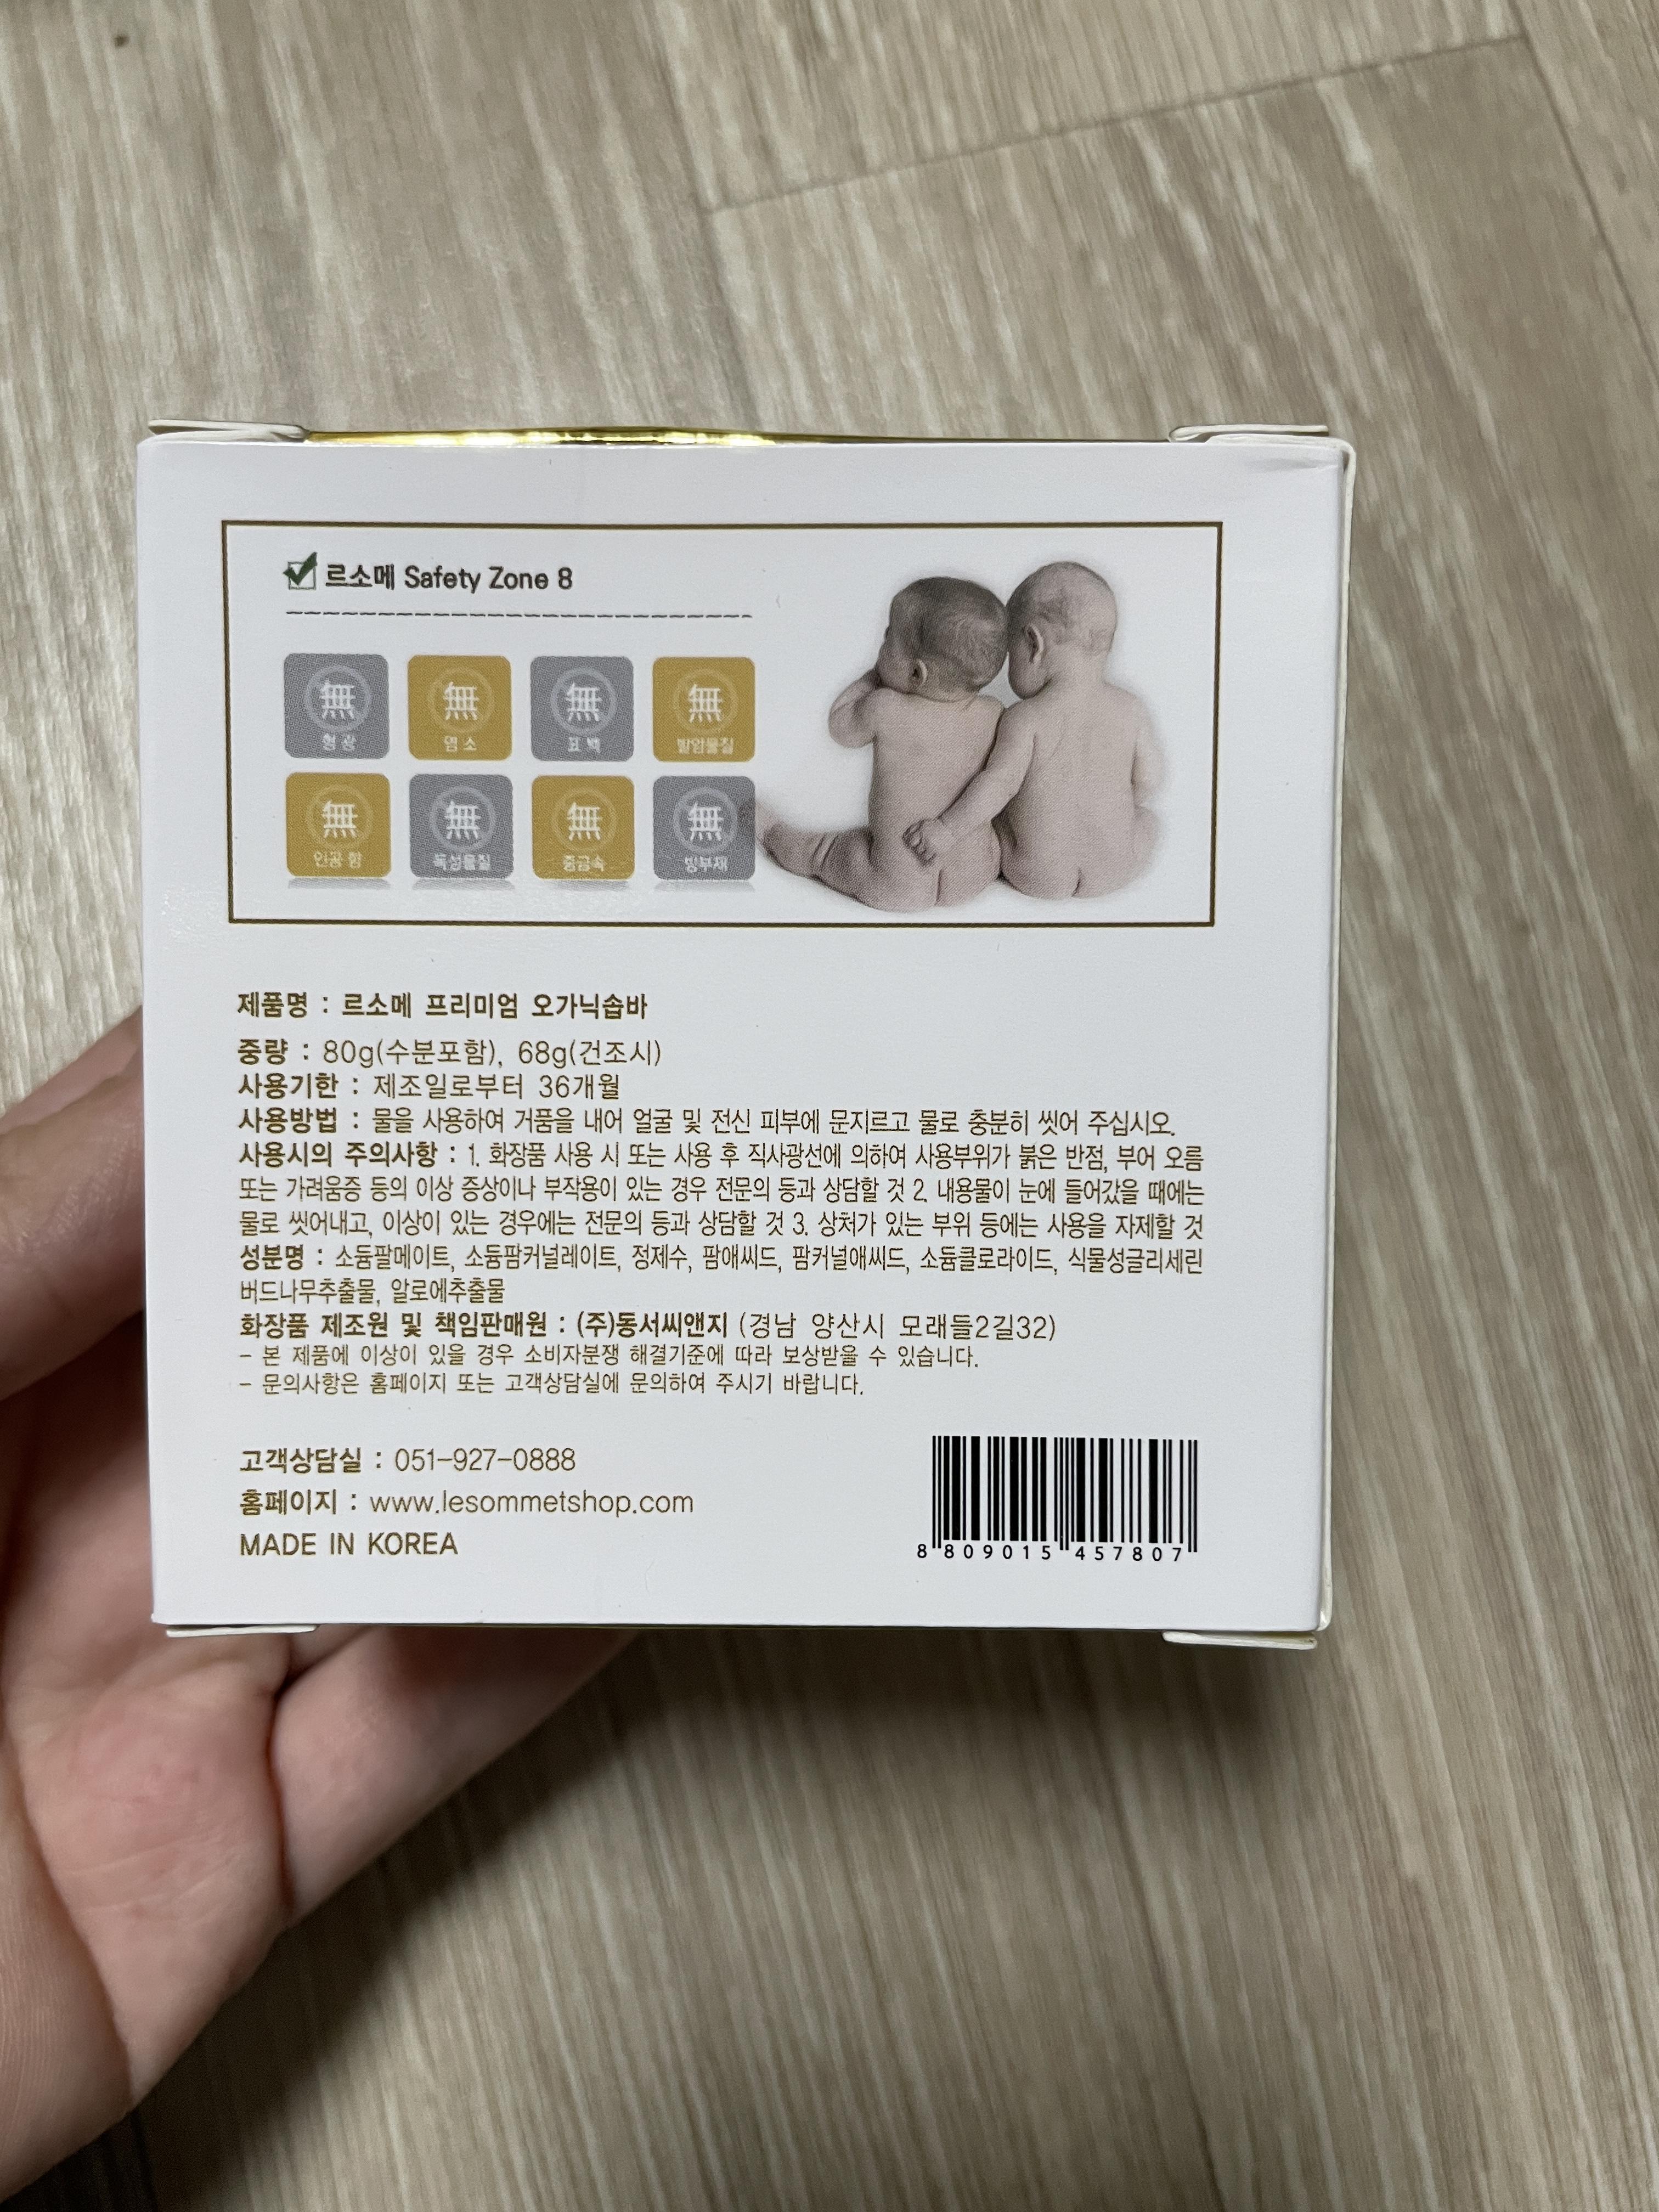 르소메 Safety Zone 8
無 無 無 無
형광 염소 표백 발암물질
無 無 無 無
인공향 독성물질 중금속 방부재
제품명 : 르소메 프리미엄 오가닉솝바
중량 : 80g(수분포함), 68g(건조시)
사용기한 : 제조일로부터 36개월
사용방법 : 물을 사용하여 거품을 내어 얼굴 및 전신 피부에 문지르고 물로 충분히 씻어 주십시오.
사용시의 주의사항 : 1. 화장품 사용 시 또는 사용 후 직사광선에 의하여 사용부위가 붉은 반점, 부어 오름
또는 가려움증 등의 이상 증상이나 부작용이 있는 경우 전문의 등과 상담할 것 2. 내용물이 눈에 들어갔을 때에는
물로 씻어내고, 이상이 있는 경우에는 전문의 등과 상담할 것 3. 상처가 있는 부위 등에는 사용을 자제할 것
성분명 : 소듐팔메이트, 소듐팜커널레이트, 정제수, 팜애씨드, 팜커널애씨드, 소듐클로라이드, 식물성글리세린
버드나무추출물, 알로에추출물
화장품 제조원 및 책임판매원 : (주)동서씨앤지 (경남 양산시 모래들2길32)
- 본 제품에 이상이 있을 경우 소비자분쟁 해결기준에 따라 보상받을 수 있습니다.
- 문의사항은 홈페이지 또는 고객상담실에 문의하여 주시기 바랍니다.
고객상담실 : 051-927-0888
홈페이지 : www.lesommetshop.com
MADE IN KOREA
8 809015 457807